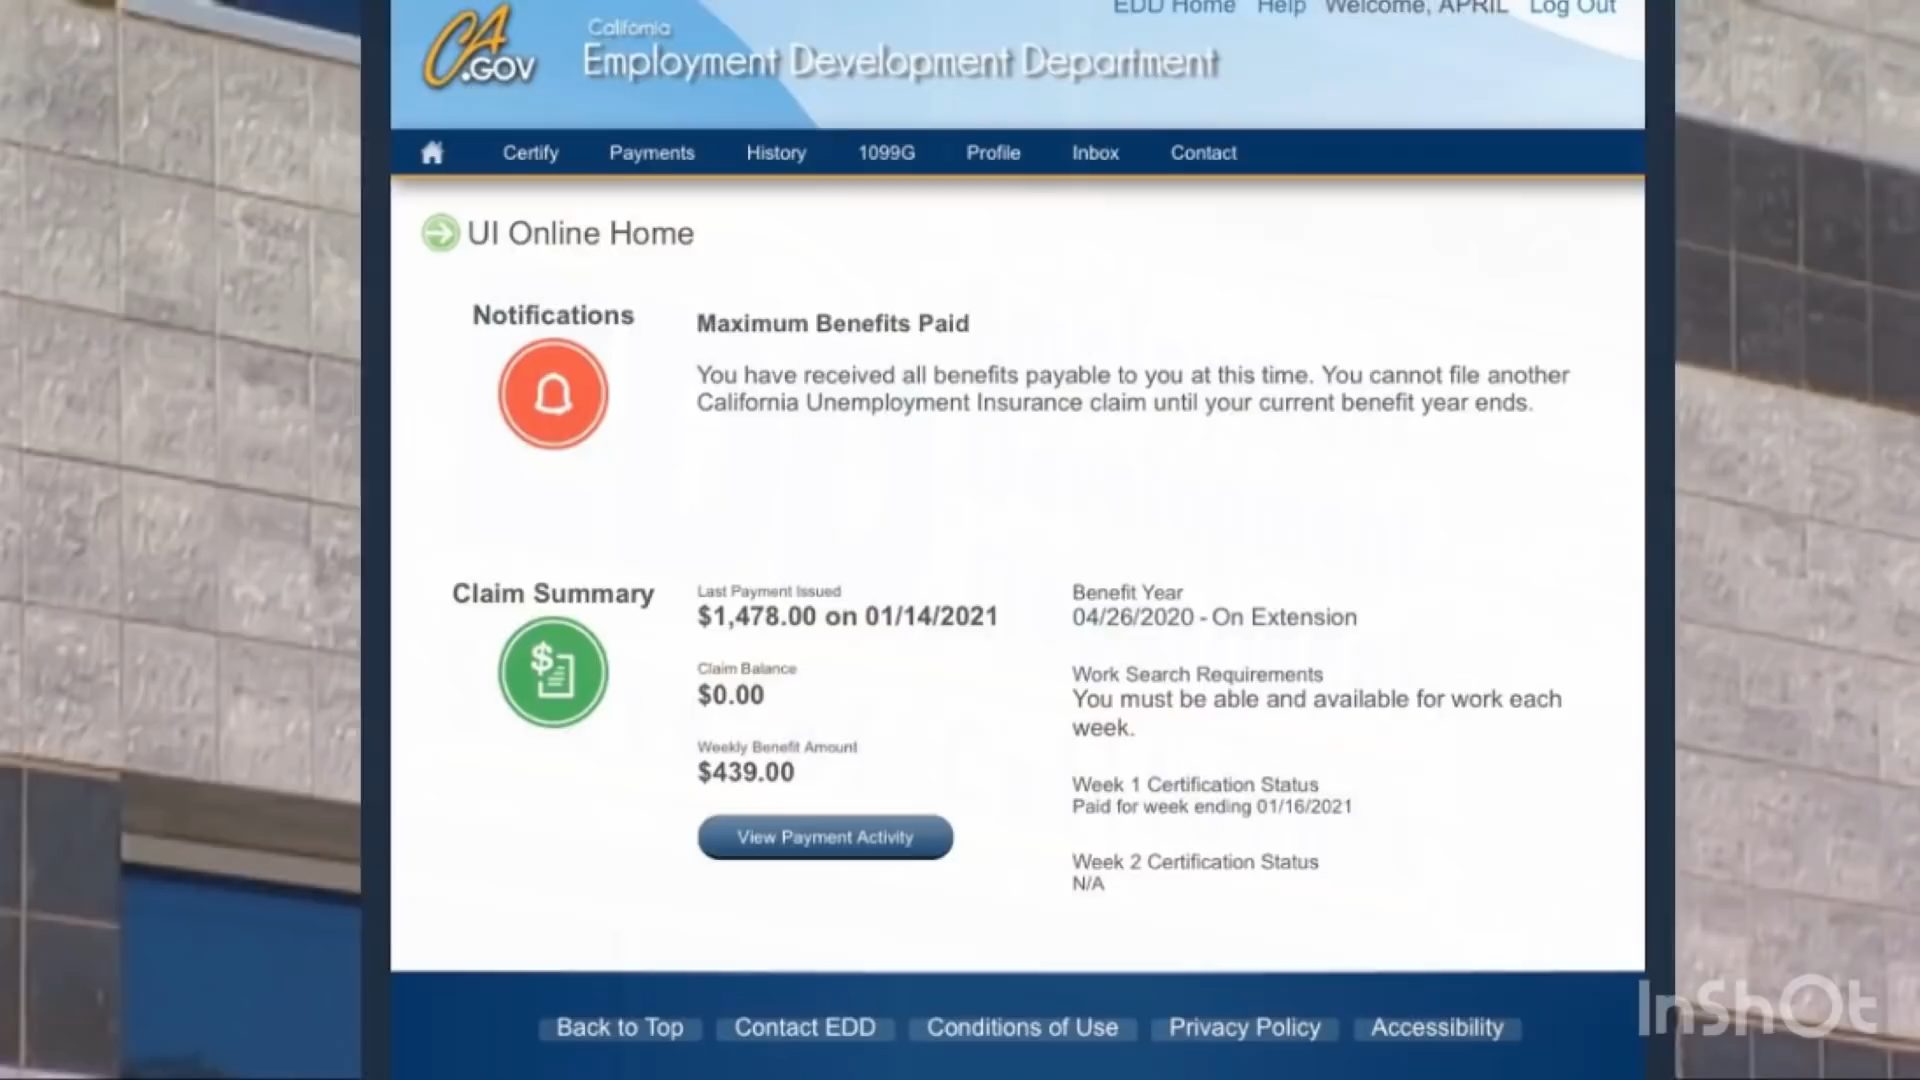 EDD Home Help Welcome, APRIL Log Out
CA.GOV
California
Employment Development Department
Certify Payments History 1099G Profile Inbox Contact
UI Online Home
Notifications
Maximum Benefits Paid
You have received all benefits payable to you at this time. You cannot file another
California Unemployment Insurance claim until your current benefit year ends.
Claim Summary
Last Payment Issued
$1,478.00 on 01/14/2021
Claim Balance
$0.00
Weekly Benefit Amount
$439.00
View Payment Activity
Benefit Year
04/26/2020 - On Extension
Work Search Requirements
You must be able and available for work each
week.
Week 1 Certification Status
Paid for week ending 01/16/2021
Week 2 Certification Status
N/A
Back to Top Contact EDD Conditions of Use Privacy Policy Accessibility
InShOt